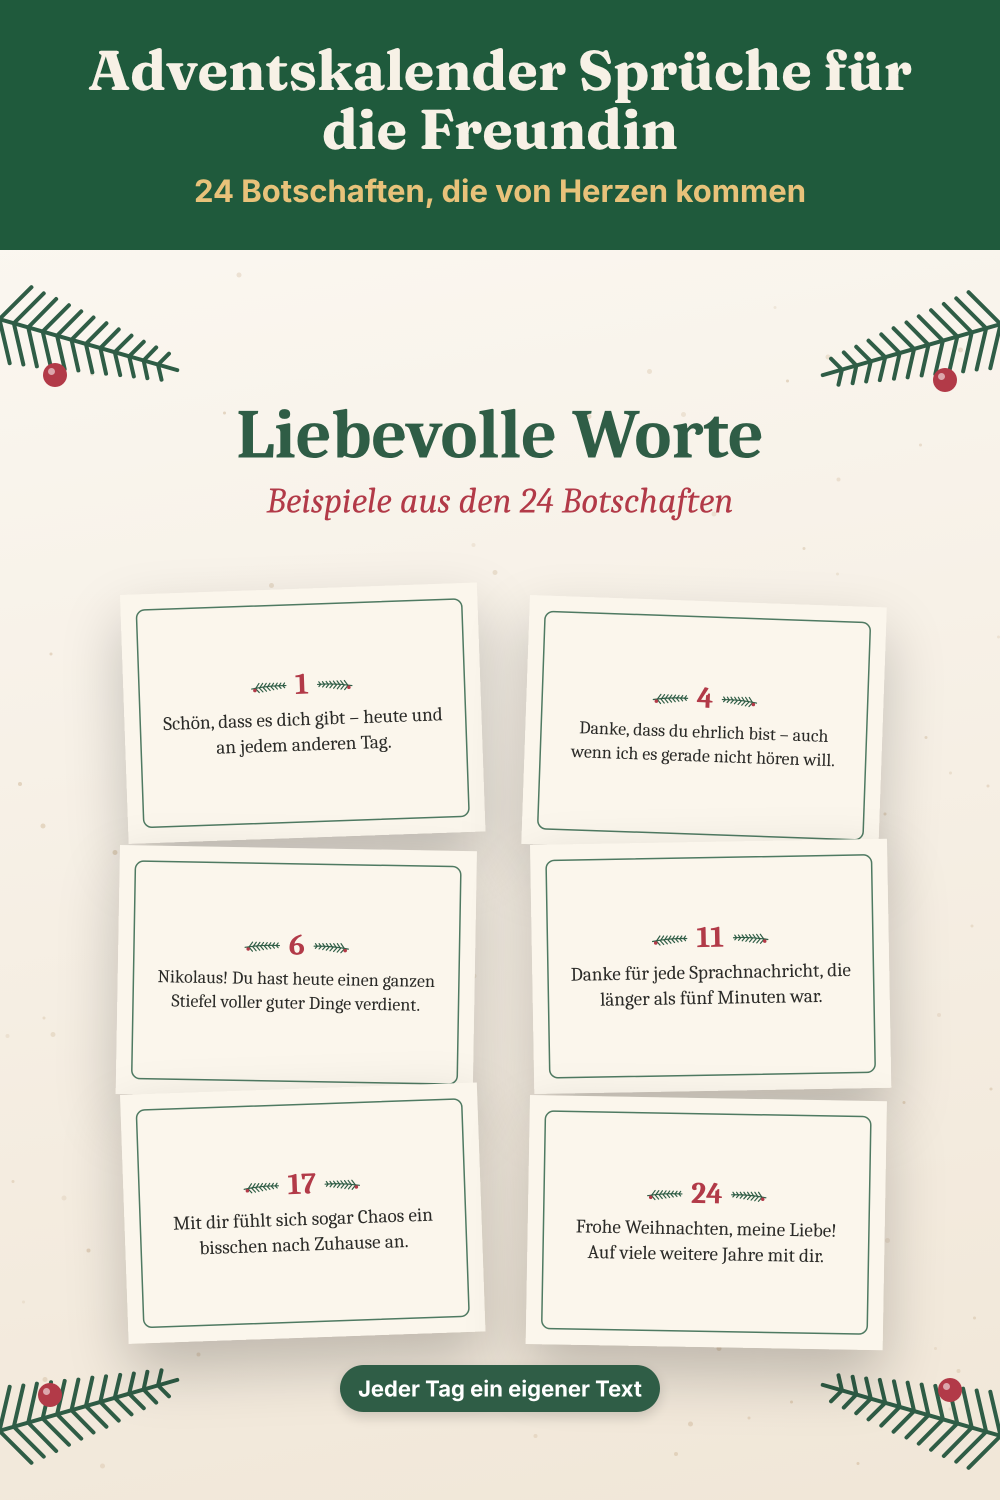 Adventskalender Sprüche für
die Freundin
24 Botschaften, die von Herzen kommen
Liebevolle Worte
Beispiele aus den 24 Botschaften
1
Schön, dass es dich gibt – heute und
an jedem anderen Tag.
4
Danke, dass du ehrlich bist – auch
wenn ich es gerade nicht hören will.
6
Nikolaus! Du hast heute einen ganzen
Stiefel voller guter Dinge verdient.
11
Danke für jede Sprachnachricht, die
länger als fünf Minuten war.
17
Mit dir fühlt sich sogar Chaos ein
bisschen nach Zuhause an.
24
Frohe Weihnachten, meine Liebe!
Auf viele weitere Jahre mit dir.
Jeder Tag ein eigener Text